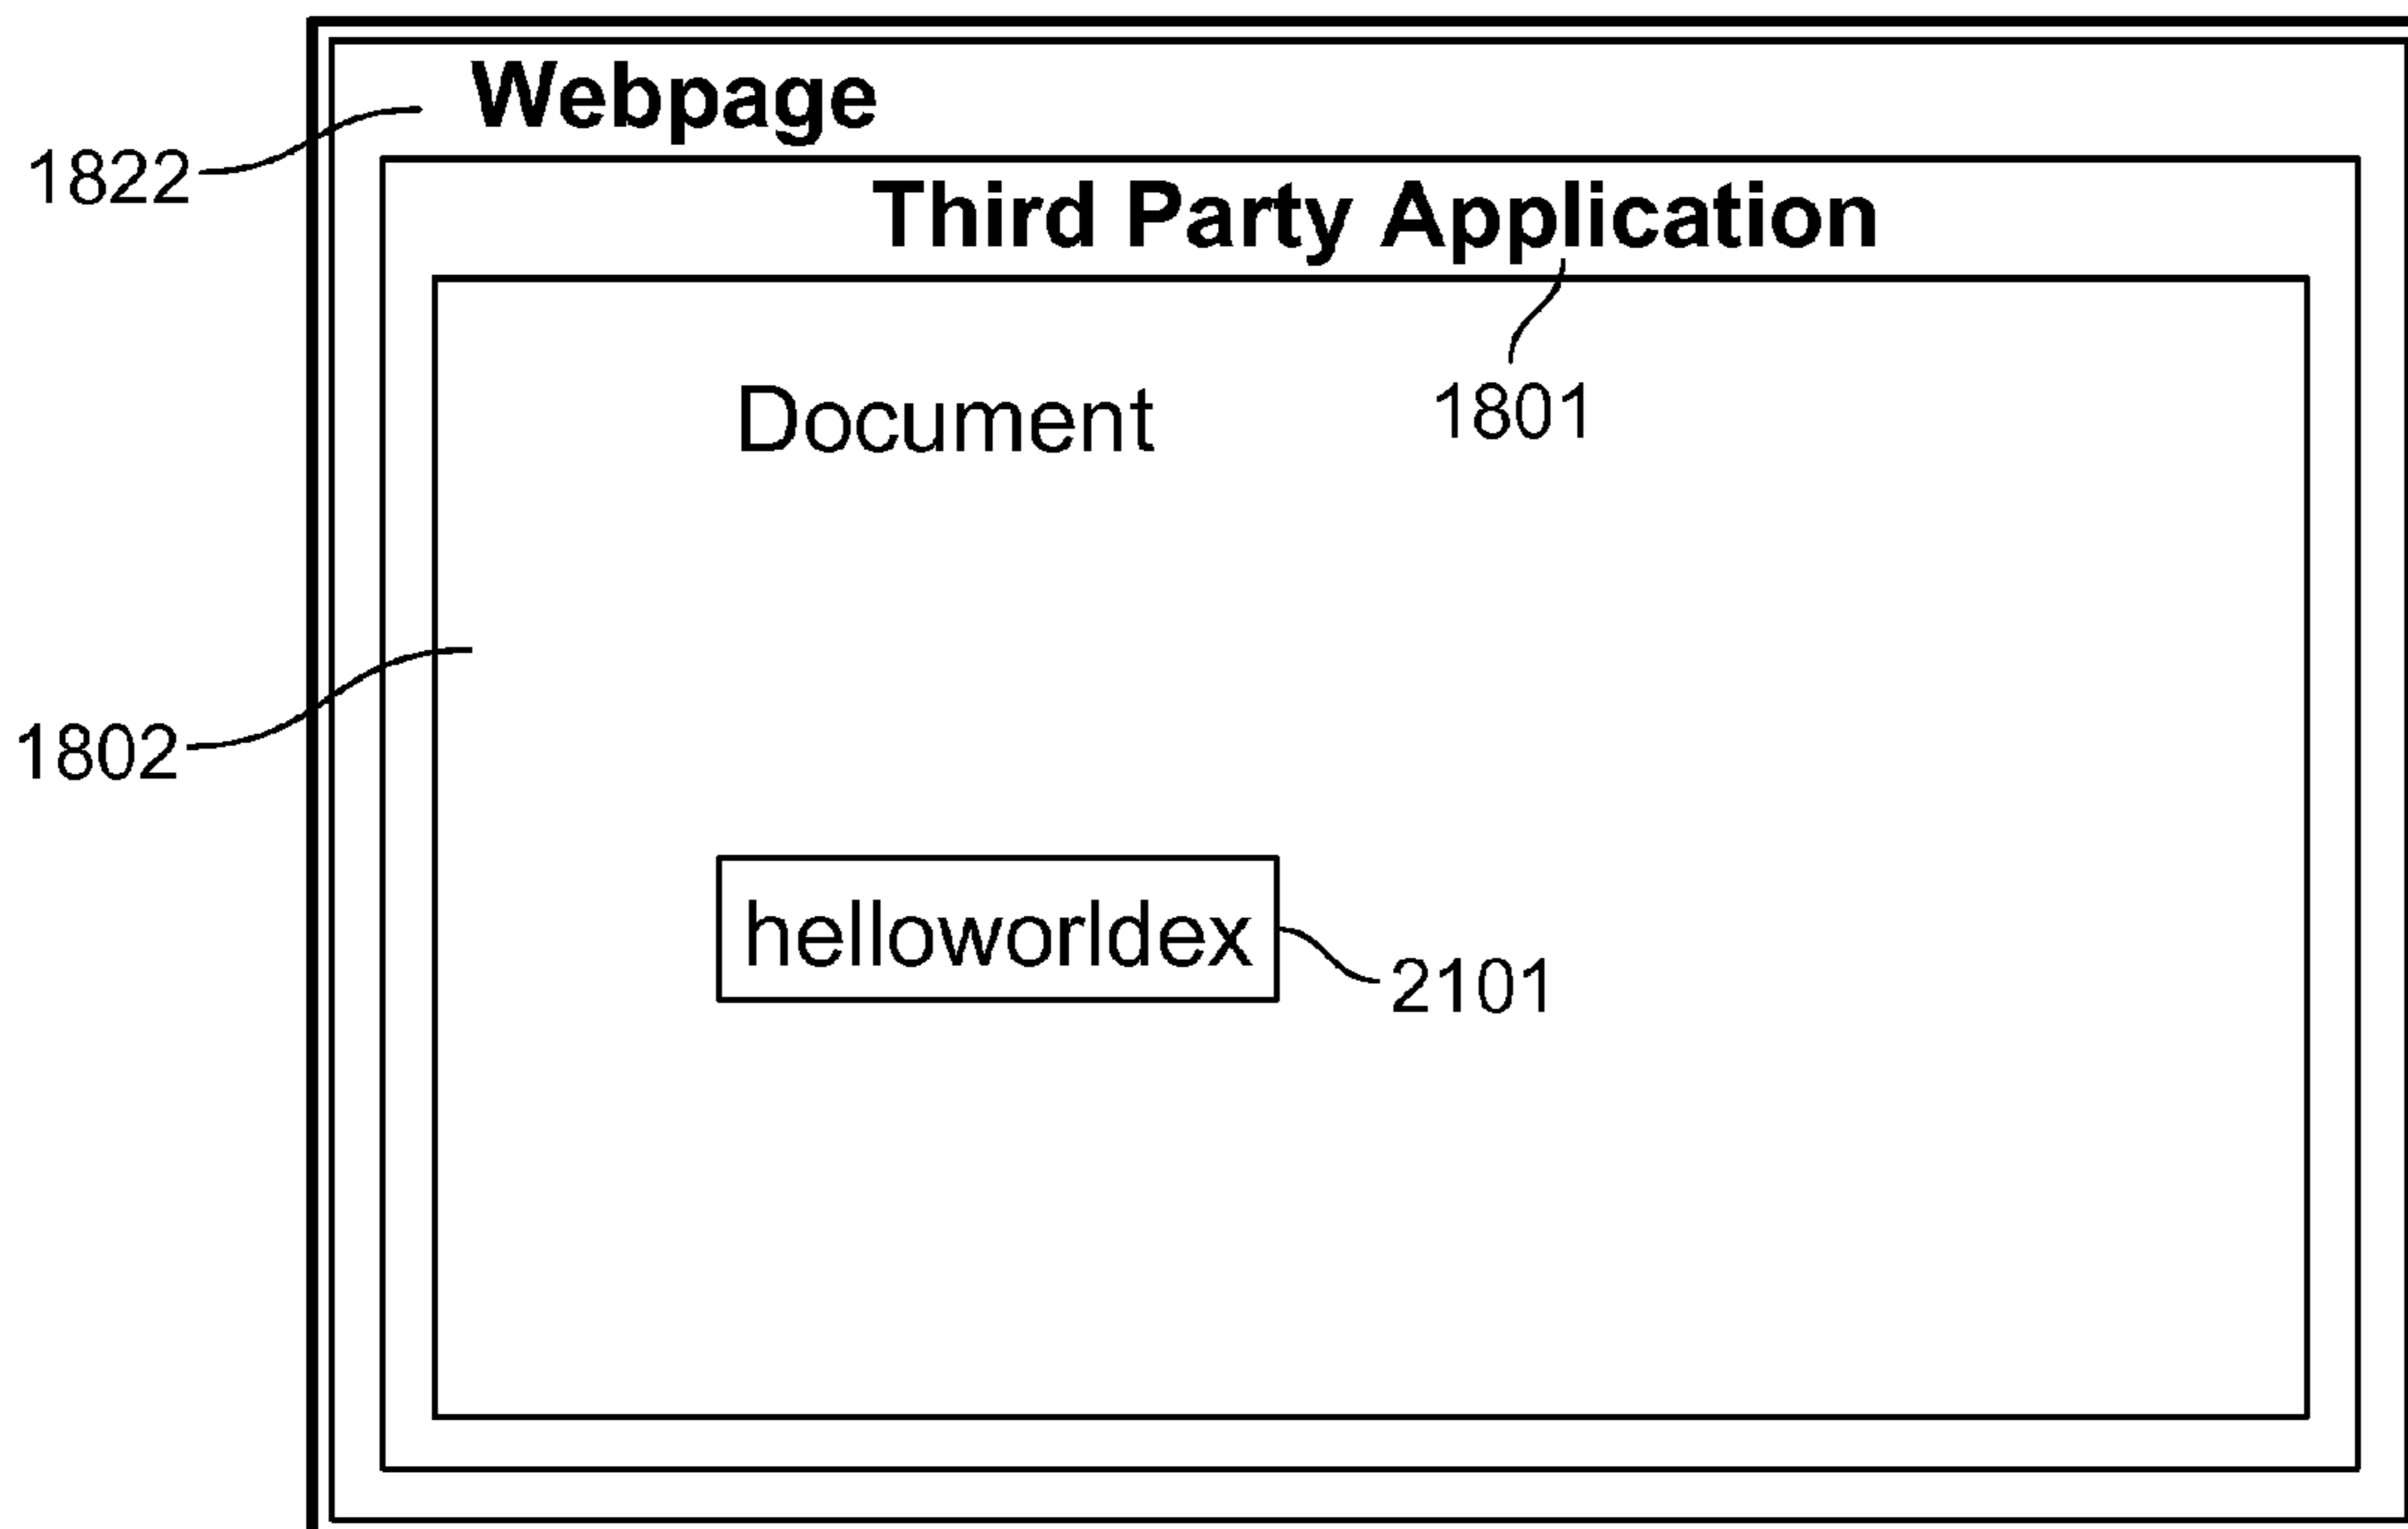 Webpage
1822
Third Party Application
Document
1801
1802
helloworldex
2101